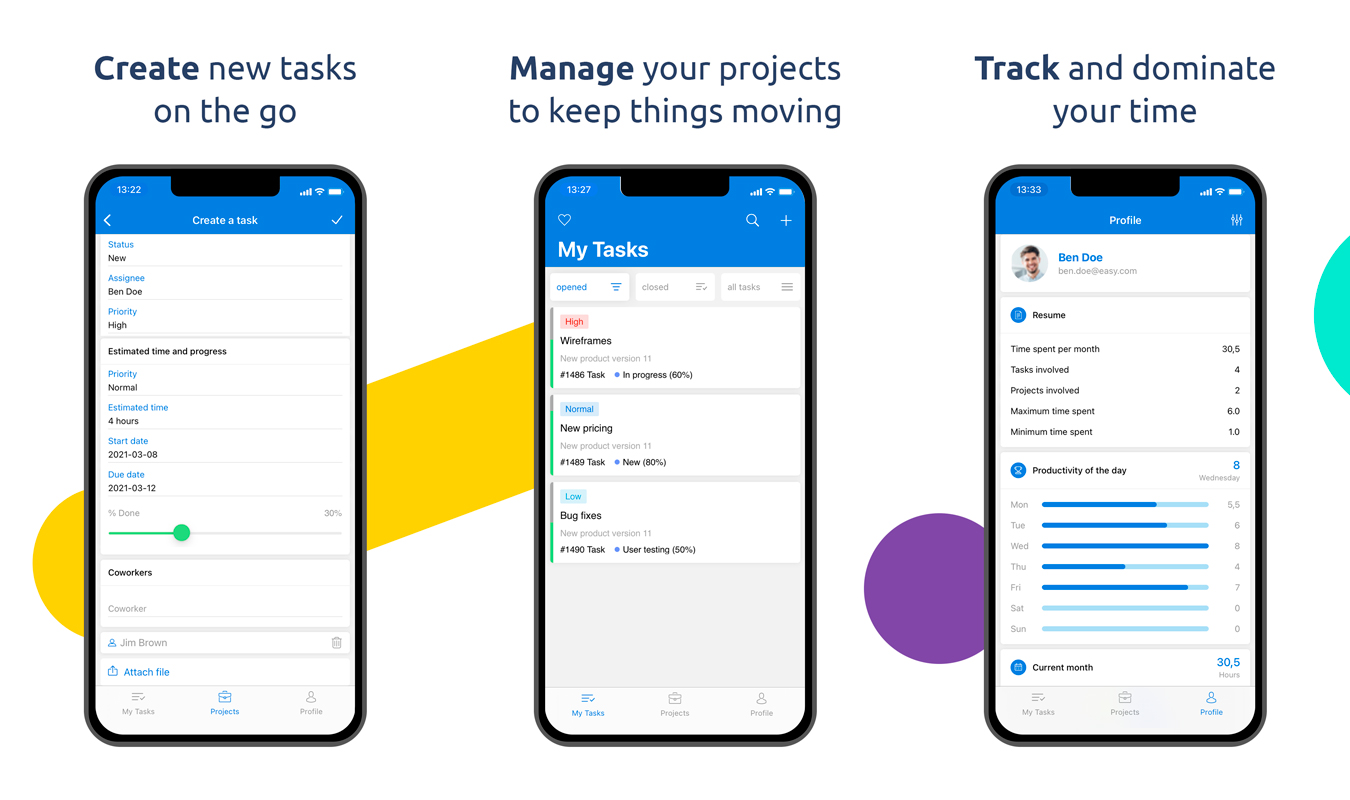 Create new tasks
on the go
13:22
Create a task
Status
New
Assignee
Ben Doe
Priority
High
Estimated time and progress
Priority
Normal
Estimated time
4 hours
Start date
2021-03-08
Due date
2021-03-12
% Done 30%
Coworkers
Coworker
Jim Brown
Attach file
My Tasks Projects Profile
Manage your projects
to keep things moving
13:27
My Tasks
opened closed all tasks
High
Wireframes
New product version 11
#1486 Task In progress (60%)
Normal
New pricing
New product version 11
#1489 Task New (80%)
Low
Bug fixes
New product version 11
#1490 Task User testing (50%)
My Tasks Projects Profile
Track and dominate
your time
13:33
Profile
Ben Doe
ben.doe@easy.com
Resume
Time spent per month 30,5
Tasks involved 4
Projects involved 2
Maximum time spent 6.0
Minimum time spent 1.0
Productivity of the day 8
Wednesday
Mon 5,5
Tue 6
Wed 8
Thu 4
Fri 7
Sat 0
Sun 0
Current month 30,5
Hours
My Tasks Projects Profile